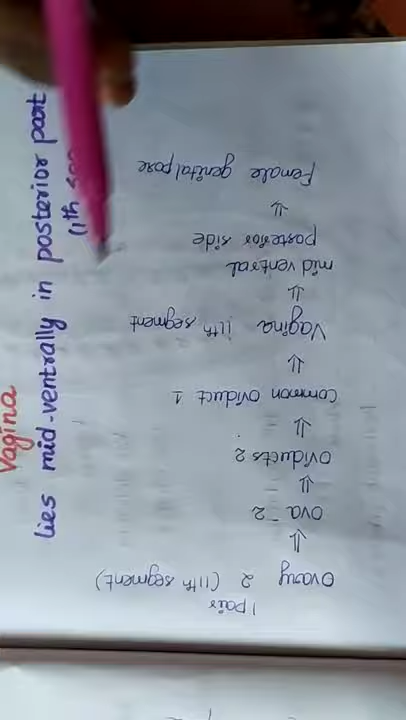 Vagina
lies mid-ventrally in posterior part
(11th
1 pair
Ovary 2 (11th segment)
⇓
Ova - 2
⇓
Oviducts 2
⇓
Common Oviduct 1
⇓
Vagina 11th segment
⇓
mid ventral
posterior side
⇓
Female genital pore